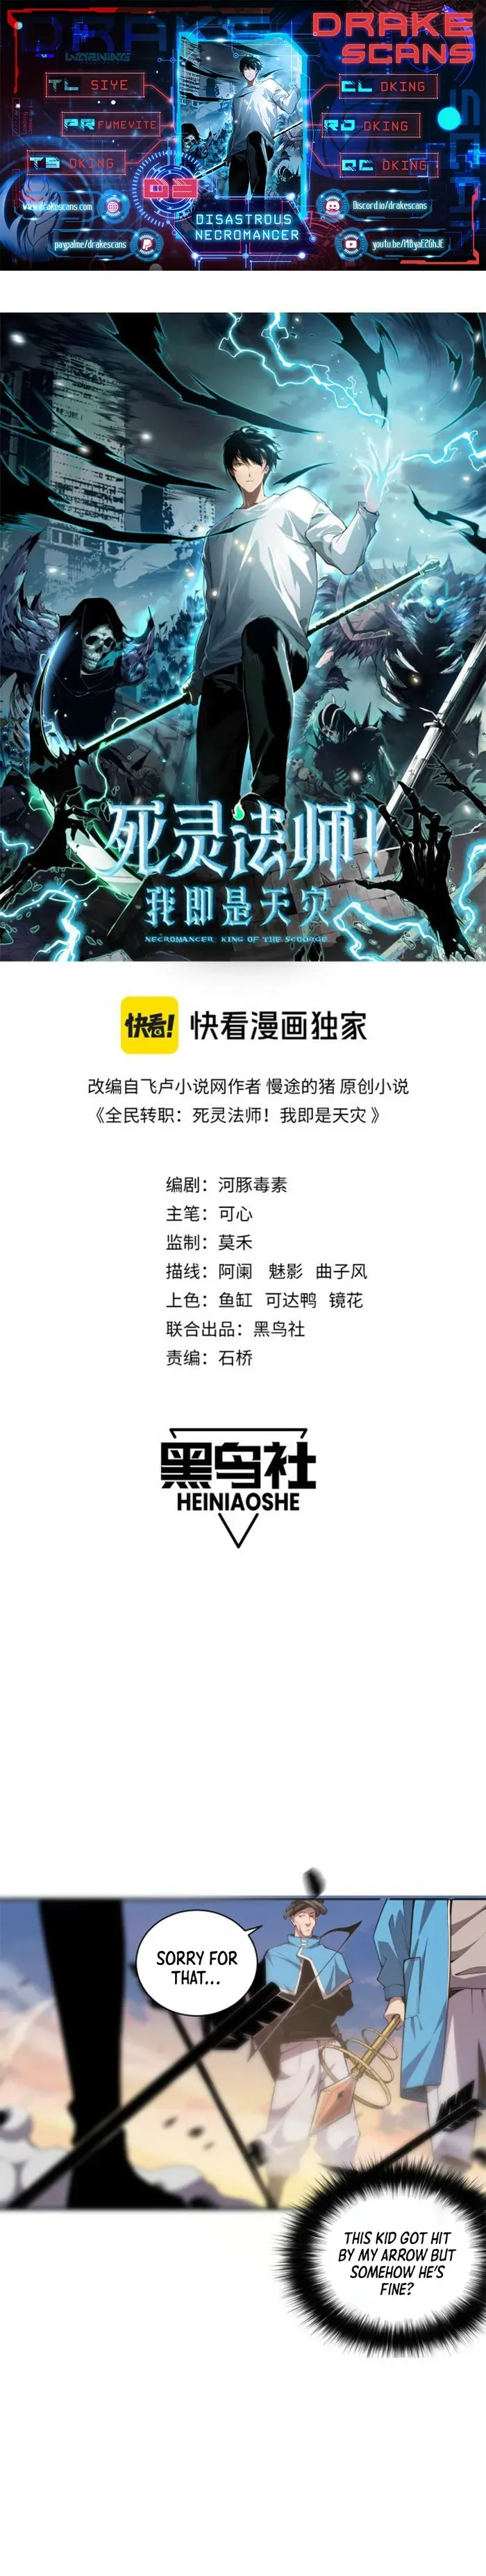 DRAKE
SCANS
WARNING
TL SIYE
CL DKING
PR FUMEVITE
RD DKING
TS DKING
QC DKING
www.drakescans.com
Discord.io/drakescans
DISASTROUS
NECROMANCER
paypalme/drakescans
死灵法师!
我即是天灾
NECROMANCER KING OF THE SCOURGE
快看! 快看漫画独家
改编自飞卢小说网作者 慢途的猪 原创小说
《全民转职：死灵法师！我即是天灾 》
编剧：河豚毒素
主笔：可心
监制：莫禾
描线：阿阑 魅影 曲子风
上色：鱼缸 可达鸭 镜花
联合出品：黑鸟社
责编：石桥
黑鸟社
HEINIAOSHE
SORRY FOR
THAT...
THIS KID GOT HIT
BY MY ARROW BUT
SOMEHOW HE'S
FINE?